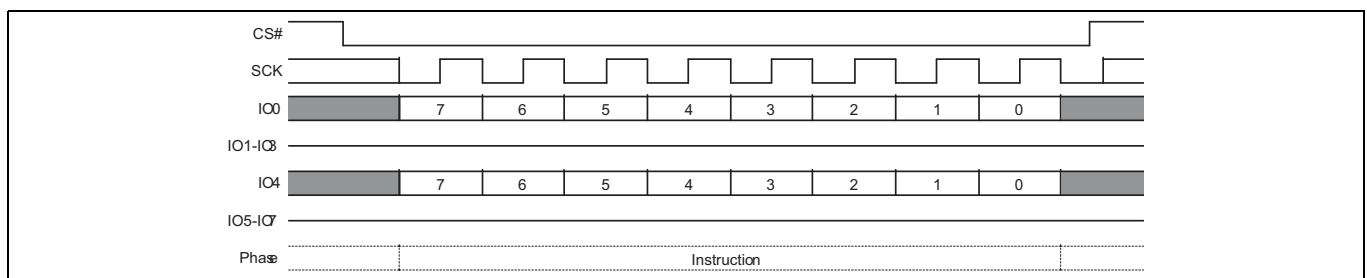 CS#
SCK
IO0 7 6 5 4 3 2 1 0
IO1-IO3
IO4 7 6 5 4 3 2 1 0
IO5-IO7
Phase Instruction